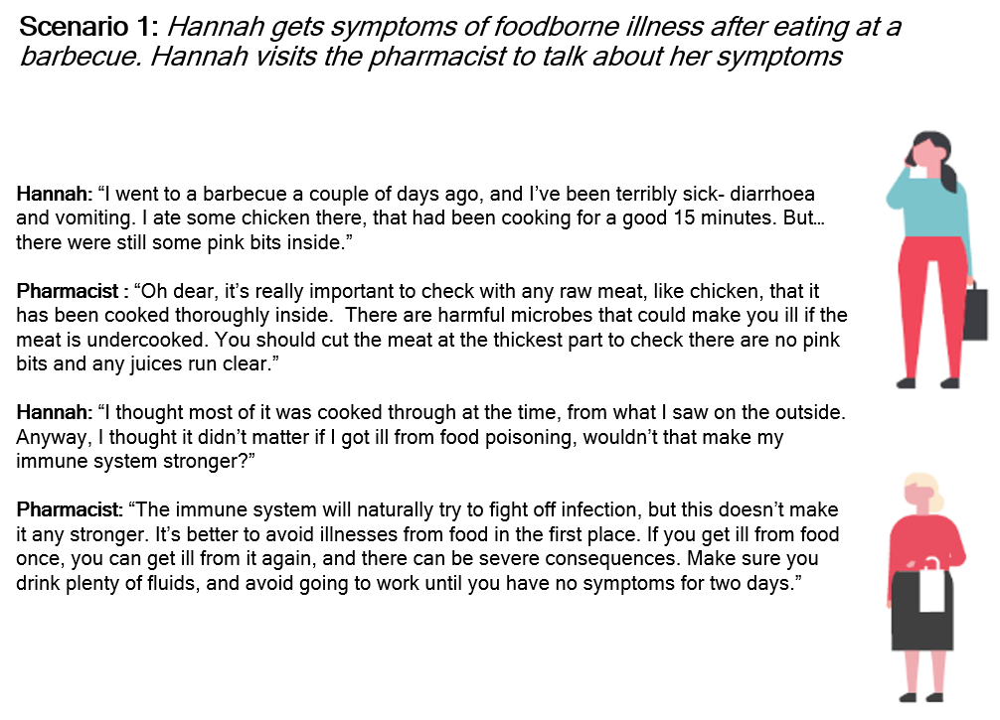 Scenario 1: Hannah gets symptoms of foodborne illness after eating at a
barbecue. Hannah visits the pharmacist to talk about her symptoms
Hannah: “I went to a barbecue a couple of days ago, and I’ve been terribly sick- diarrhoea
and vomiting. I ate some chicken there, that had been cooking for a good 15 minutes. But...
there were still some pink bits inside.”
Pharmacist : “Oh dear, it’s really important to check with any raw meat, like chicken, that it
has been cooked thoroughly inside.  There are harmful microbes that could make you ill if the
meat is undercooked. You should cut the meat at the thickest part to check there are no pink
bits and any juices run clear.”
Hannah: “I thought most of it was cooked through at the time, from what I saw on the outside.
Anyway, I thought it didn’t matter if I got ill from food poisoning, wouldn’t that make my
immune system stronger?”
Pharmacist: “The immune system will naturally try to fight off infection, but this doesn’t make
it any stronger. It’s better to avoid illnesses from food in the first place. If you get ill from food
once, you can get ill from it again, and there can be severe consequences. Make sure you
drink plenty of fluids, and avoid going to work until you have no symptoms for two days.”